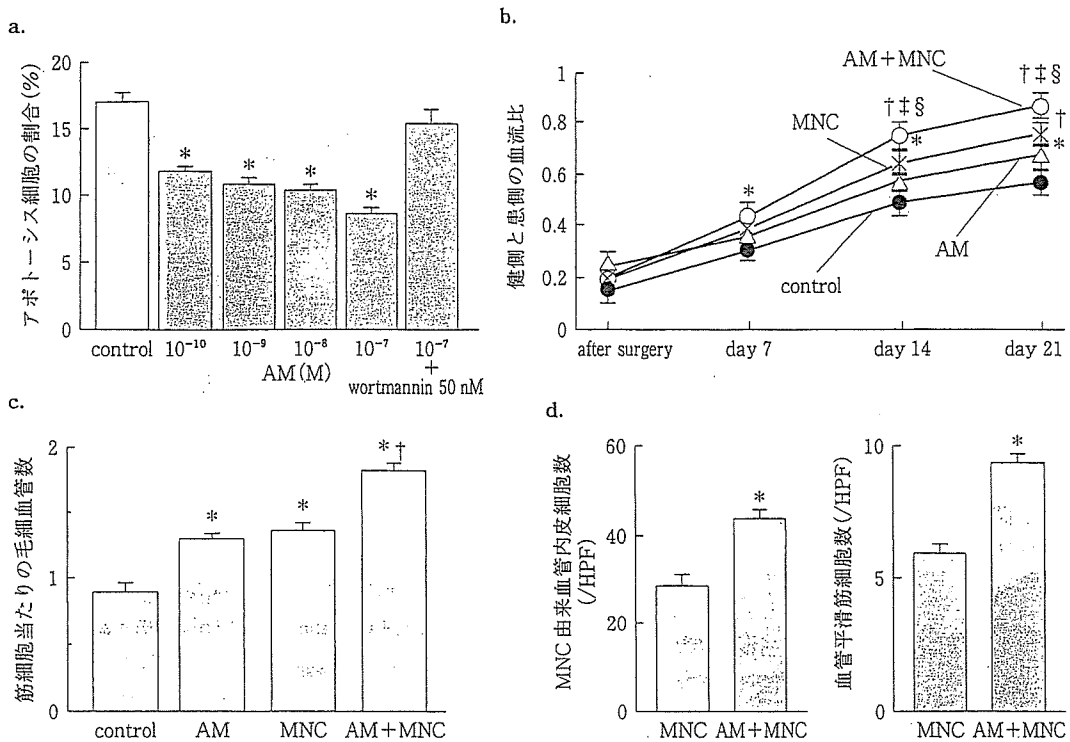 a.
アポトーシス細胞の割合(%)
20
15
10
5
0
*
*
*
*
control
10⁻¹⁰
10⁻⁹
10⁻⁸
10⁻⁷
10⁻⁷
+
AM(M)
wortmannin 50 nM
b.
健側と患側の血流比
1
0.8
0.6
0.4
0.2
0
AM+MNC
MNC
AM
control
*
†‡§
*
†‡§
†
*
after surgery
day 7
day 14
day 21
c.
筋細胞当たりの毛細血管数
2
1
0
*
*
*†
control
AM
MNC
AM+MNC
d.
MNC 由来血管内皮細胞数
(/HPF)
60
40
20
0
*
MNC
AM+MNC
血管平滑筋細胞数(/HPF)
10
5
0
*
MNC
AM+MNC